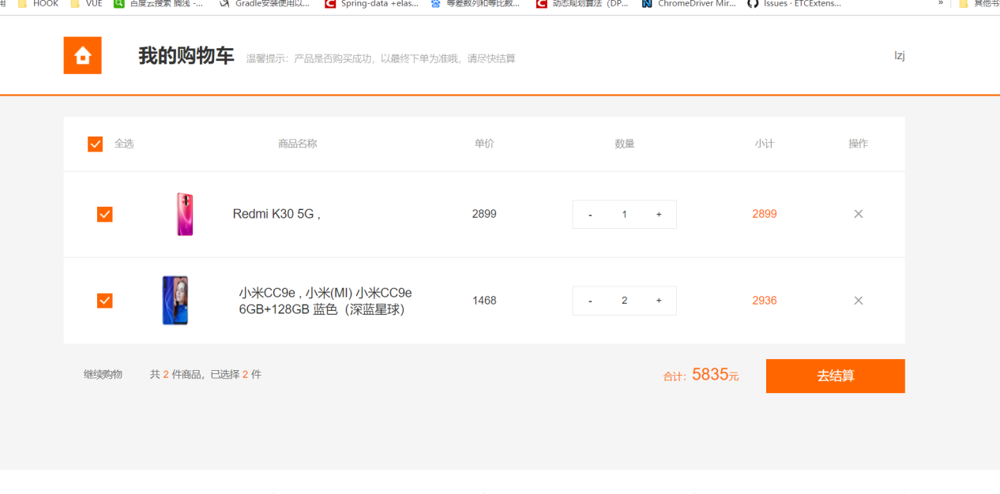 HOOK VUE 百度云搜索 搁浅 -... Gradle安装使用以... Spring-data +elas... 等差数列和等比数... 动态规划算法（DP... ChromeDriver Mir... Issues · ETCExtens... »
我的购物车 温馨提示：产品是否购买成功，以最终下单为准哦，请尽快结算 lzj
全选 商品名称 单价 数量 小计 操作
Redmi K30 5G , 2899 - 1 + 2899
小米CC9e , 小米(MI) 小米CC9e
6GB+128GB 蓝色（深蓝星球） 1468 - 2 + 2936
继续购物 共 2 件商品，已选择 2 件 合计：5835元 去结算